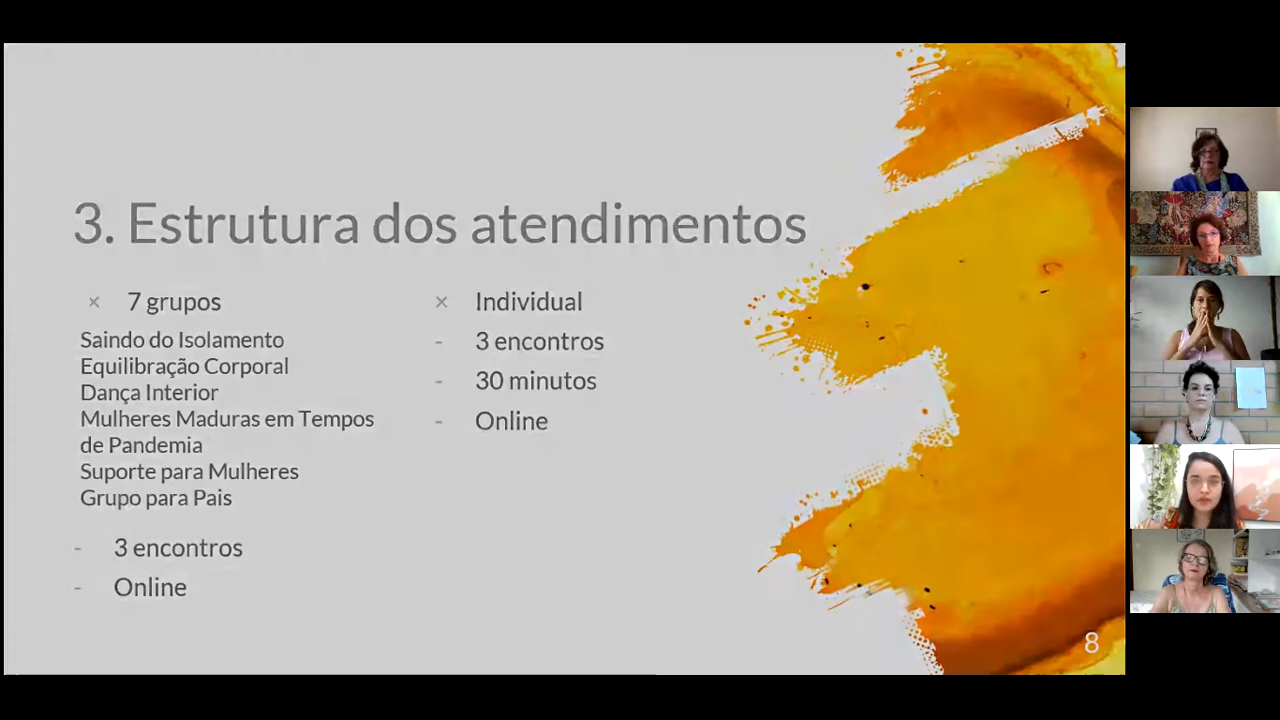 3. Estrutura dos atendimentos
× 7 grupos
Saindo do Isolamento
Equilibração Corporal
Dança Interior
Mulheres Maduras em Tempos
de Pandemia
Suporte para Mulheres
Grupo para Pais
- 3 encontros
- Online
× Individual
- 3 encontros
- 30 minutos
- Online
8